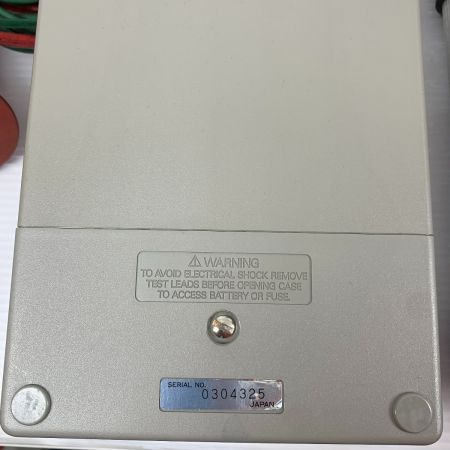 ⚠ WARNING
TO AVOID ELECTRICAL SHOCK REMOVE
TEST LEADS BEFORE OPENING CASE
TO ACCESS BATTERY OR FUSE.
SERIAL NO.
0304325
JAPAN